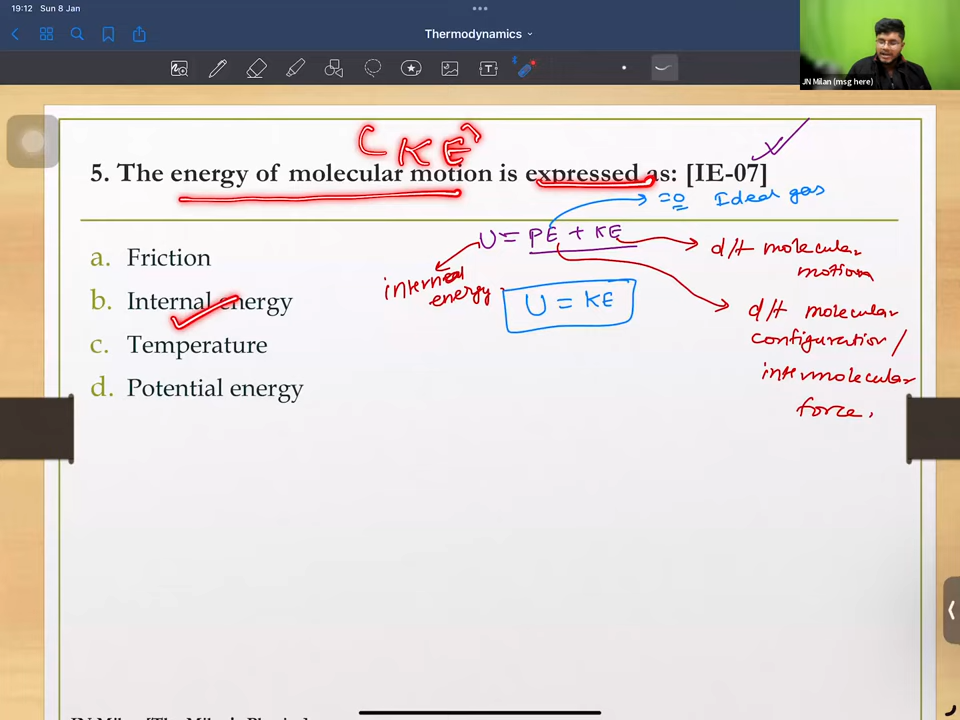 19:12 Sun 8 Jan
Thermodynamics
JN Milan (msg here)
(KE)
5. The energy of molecular motion is expressed as: [IE-07]
= 0 Ideal gas
U = PE + KE
d/t molecular motion
internal energy
U = KE
d/t molecular
configuration /
intermolecular
force.
a. Friction
b. Internal energy
c. Temperature
d. Potential energy